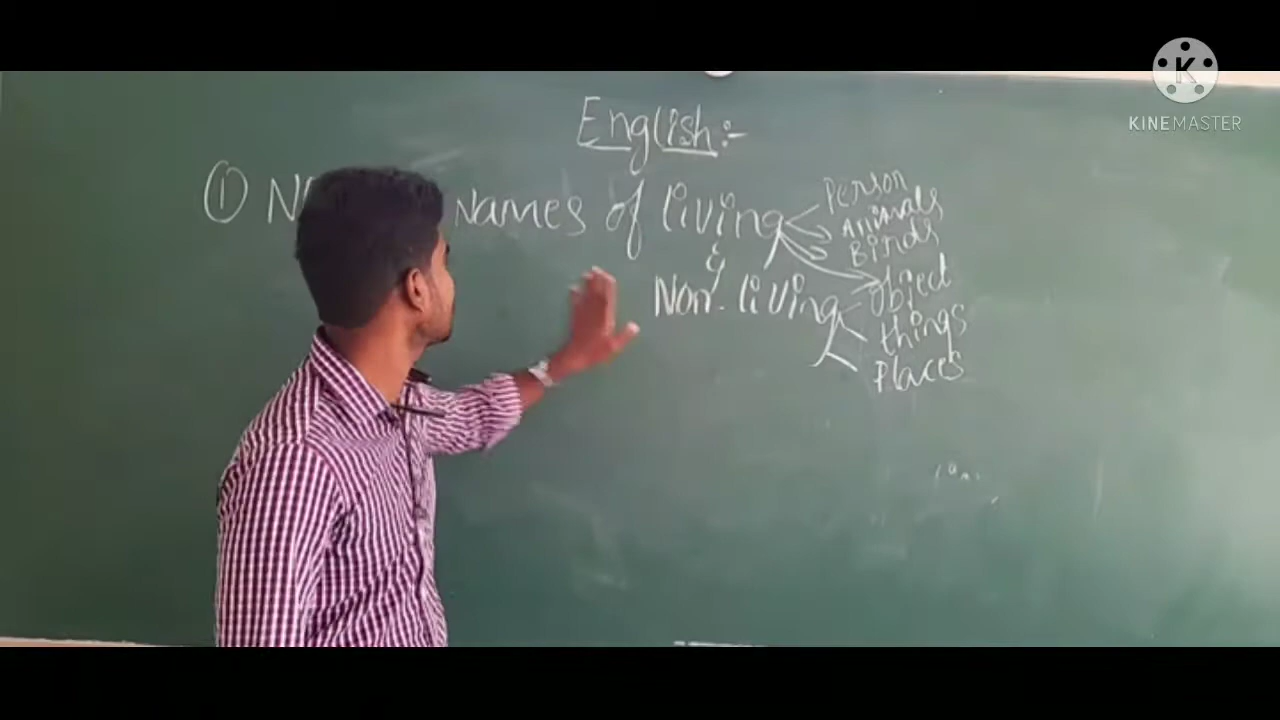 English:-
① N Names of living
&
Non-living
Person
Animals
Birds
Object
things
Places
KINEMASTER